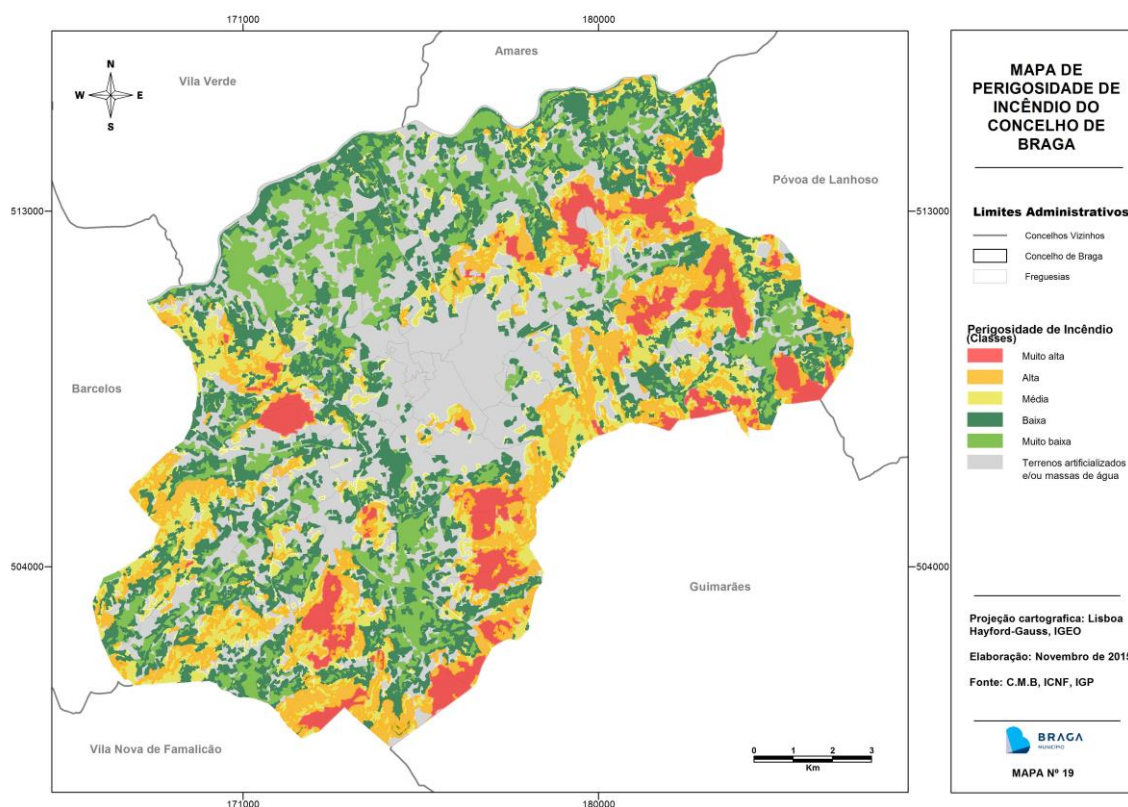 171000
180000
Amares
Vila Verde
N
W
E
S
Póvoa de Lanhoso
513000
513000
Barcelos
504000
504000
Guimarães
Vila Nova de Famalicão
0 1 2 3
Km
171000
180000
MAPA DE
PERIGOSIDADE DE
INCÊNDIO DO
CONCELHO DE
BRAGA
Limites Administrativos
Concelhos Vizinhos
Concelho de Braga
Freguesias
Perigosidade de Incêndio
(Classes)
Muito alta
Alta
Média
Baixa
Muito baixa
Terrenos artificializados
e/ou massas de água
Projeção cartografica: Lisboa
Hayford-Gauss, IGEO
Elaboração: Novembro de 2015
Fonte: C.M.B, ICNF, IGP
BRAGA
MUNICÍPIO
MAPA Nº 19